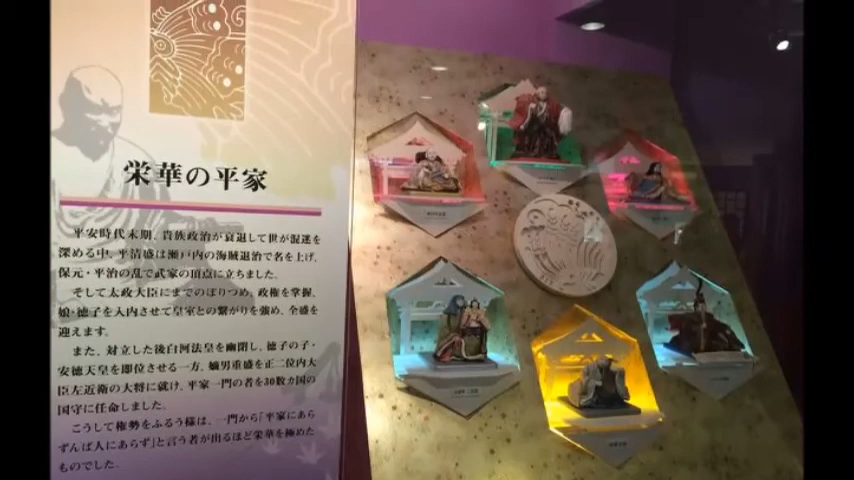 栄華の平家
平安時代末期、貴族政治が衰退して世が混迷を
深める中、平清盛は瀬戸内の海賊退治で名を上げ、
保元・平治の乱で武家の頂点に立ちました。
そして太政大臣にまでのぼりつめ、政権を掌握、
娘・徳子を入内させて皇室との繋がりを強め、全盛を
迎えます。
また、対立した後白河法皇を幽閉し、徳子の子・
安徳天皇を即位させる一方、嫡男重盛を正二位内大
臣左近衛の大将に就け、平家一門の者を30数カ国の
国守に任命しました。
こうして権勢をふるう様は、一門から「平家にあら
ずんば人にあらず」と言う者が出るほど栄華を極めた
ものでした。